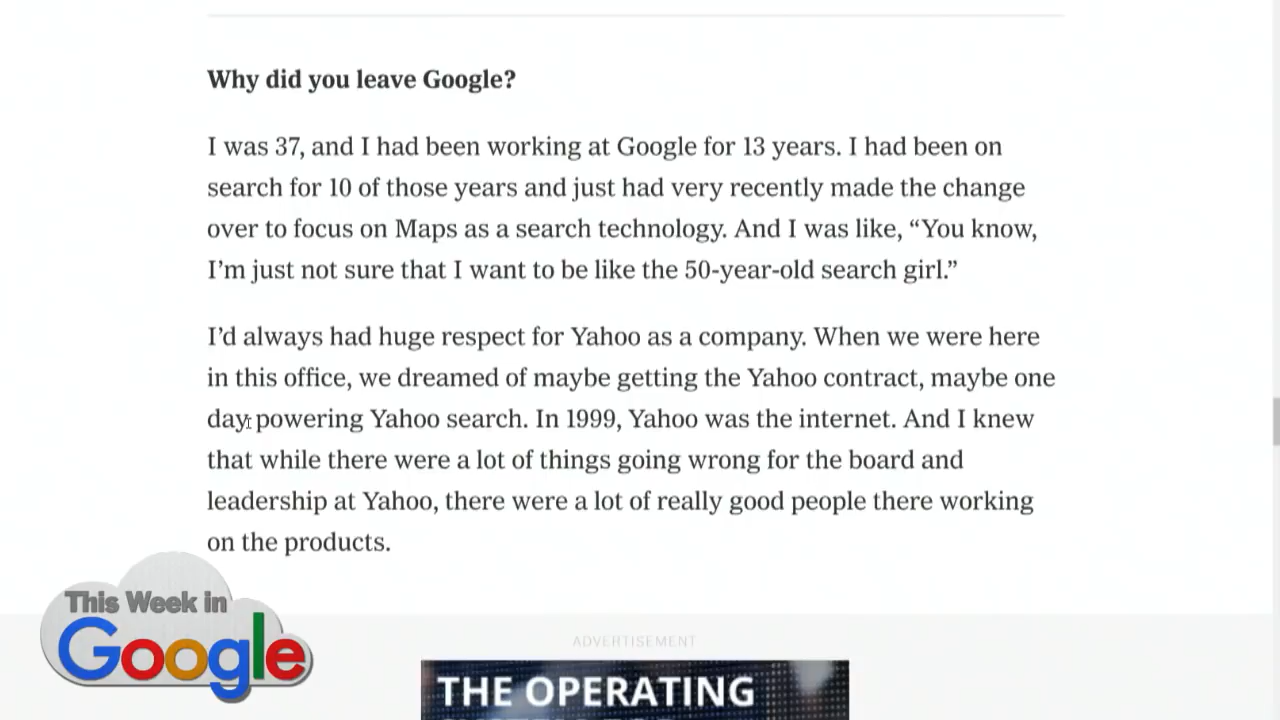 Why did you leave Google?
I was 37, and I had been working at Google for 13 years. I had been on
search for 10 of those years and just had very recently made the change
over to focus on Maps as a search technology. And I was like, “You know,
I’m just not sure that I want to be like the 50-year-old search girl.”
I’d always had huge respect for Yahoo as a company. When we were here
in this office, we dreamed of maybe getting the Yahoo contract, maybe one
day powering Yahoo search. In 1999, Yahoo was the internet. And I knew
that while there were a lot of things going wrong for the board and
leadership at Yahoo, there were a lot of really good people there working
on the products.
This Week in
Google
ADVERTISEMENT
THE OPERATING